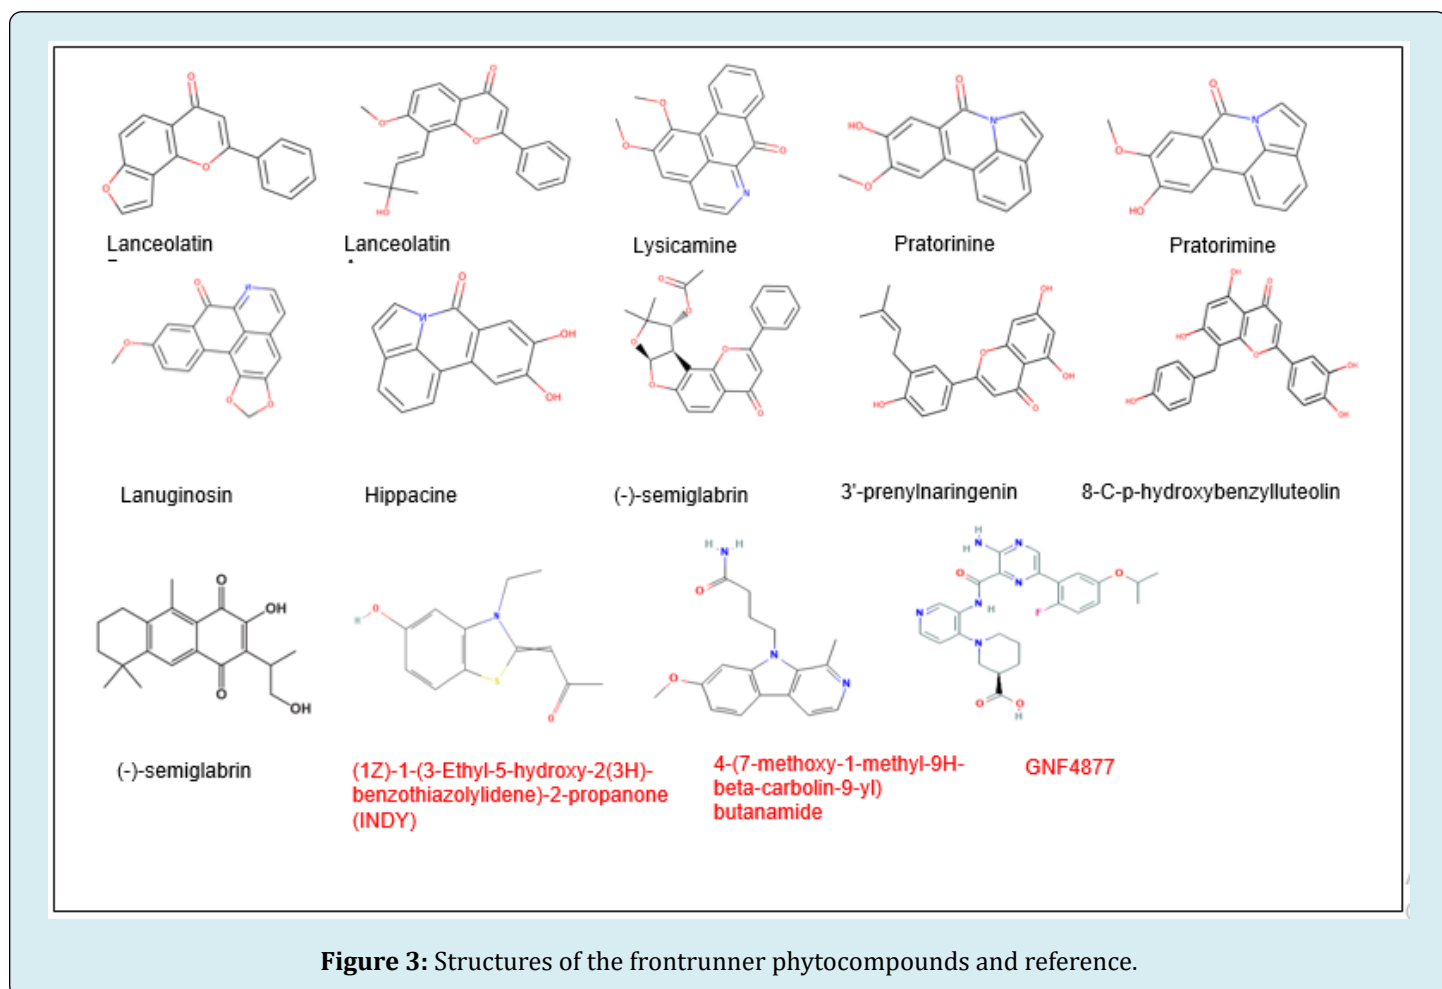 Lanceolatin
Lanceolatin
Lysicamine
Pratorinine
Pratorimine
Lanuginosin
Hippacine
(-)-semiglabrin
3'-prenylnaringenin
8-C-p-hydroxybenzylluteolin
(-)-semiglabrin
(1Z)-1-(3-Ethyl-5-hydroxy-2(3H)-
benzothiazolylidene)-2-propanone
(INDY)
4-(7-methoxy-1-methyl-9H-
beta-carbolin-9-yl)
butanamide
GNF4877
Figure 3: Structures of the frontrunner phytocompounds and reference.